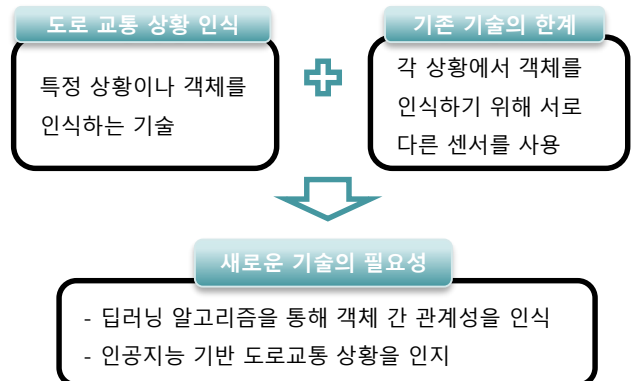 도로 교통 상황 인식
특정 상황이나 객체를
인식하는 기술
기존 기술의 한계
각 상황에서 객체를
인식하기 위해 서로
다른 센서를 사용
새로운 기술의 필요성
- 딥러닝 알고리즘을 통해 객체 간 관계성을 인식
- 인공지능 기반 도로교통 상황을 인지